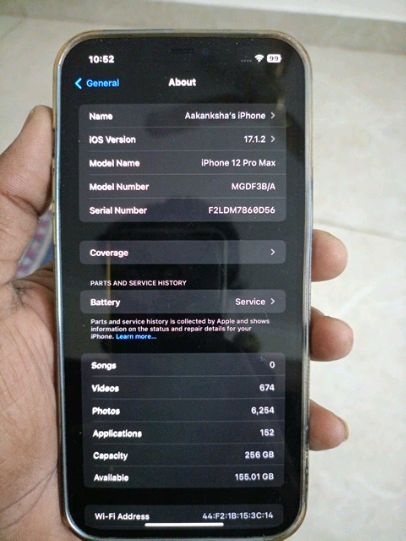 10:52
99
General
About
Name Aakanksha's iPhone
iOS Version 17.1.2
Model Name iPhone 12 Pro Max
Model Number MGDF3B/A
Serial Number F2LDM7860D56
Coverage
PARTS AND SERVICE HISTORY
Battery Service
Parts and service history is collected by Apple and shows
information on the status and repair details for your
iPhone. Learn more...
Songs 0
Videos 674
Photos 6,254
Applications 152
Capacity 256 GB
Available 155.01 GB
Wi-Fi Address 44:F2:1B:15:3C:14